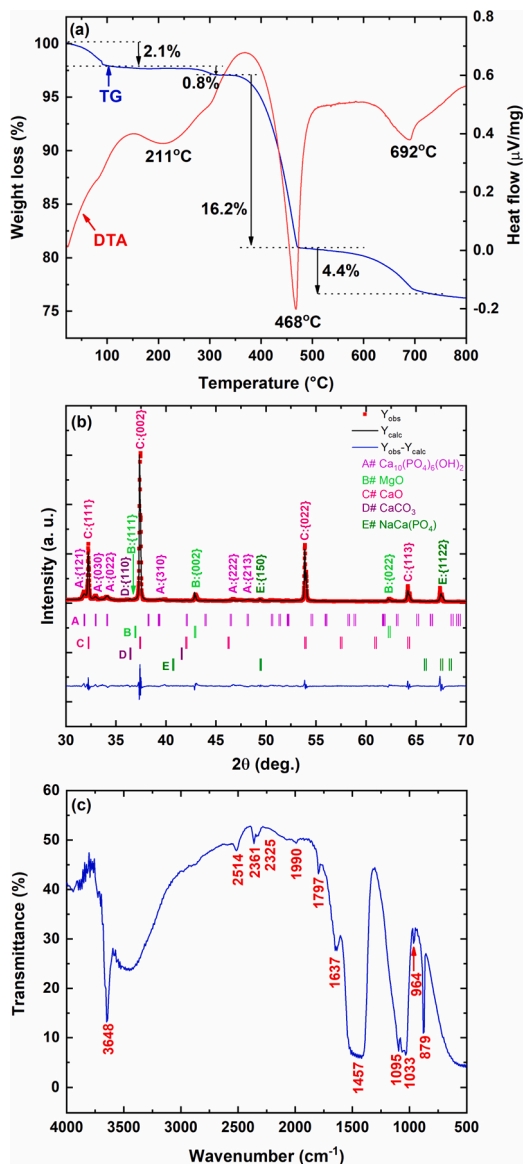 (a)
2.1%
0.8%
TG
211°C
692°C
16.2%
DTA
4.4%
468°C
100
95
90
85
80
75
Weight loss (%)
0.8
0.6
0.4
0.2
0.0
-0.2
Heat flow (µV/mg)
100 200 300 400 500 600 700 800
Temperature (°C)
(b)
Y_obs
Y_calc
Y_obs-Y_calc
A# Ca₁₀(PO₄)₆(OH)₂
B# MgO
C# CaO
D# CaCO₃
E# NaCa(PO₄)
A:{121}
C:{111}
A:{030}
A:{022}
D:{110}
B:{111}
C:{002}
A:{310}
B:{002}
A:{222}
A:{213}
E:{150}
C:{022}
B:{022}
C:{113}
E:{1122}
A
B
C
D
E
Intensity (a. u.)
30 35 40 45 50 55 60 65 70
2θ (deg.)
(c)
60
50
40
30
20
10
0
Transmittance (%)
3648
2514
2361
2325
1990
1797
1637
1457
1095
1033
964
879
4000 3500 3000 2500 2000 1500 1000 500
Wavenumber (cm⁻¹)